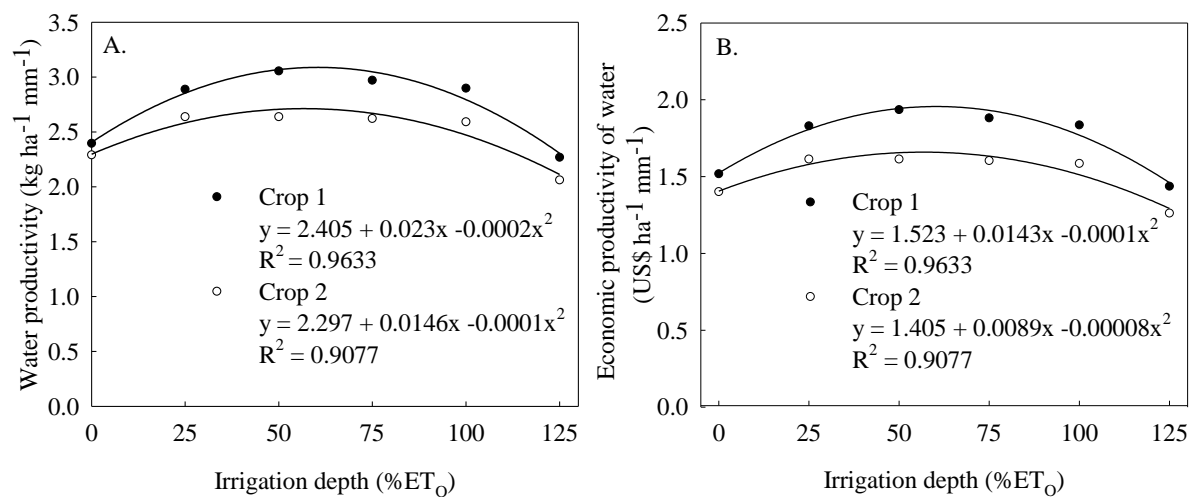 A.
Water productivity (kg ha-1 mm-1)
3.5
3.0
2.5
2.0
1.5
1.0
0.5
0.0
Crop 1
y = 2.405 + 0.023x -0.0002x2
R2 = 0.9633
Crop 2
y = 2.297 + 0.0146x -0.0001x2
R2 = 0.9077
0 25 50 75 100 125
Irrigation depth (%ETO)
B.
Economic productivity of water
(US$ ha-1 mm-1)
2.5
2.0
1.5
1.0
0.5
0.0
Crop 1
y = 1.523 + 0.0143x -0.0001x2
R2 = 0.9633
Crop 2
y = 1.405 + 0.0089x -0.00008x2
R2 = 0.9077
0 25 50 75 100 125
Irrigation depth (%ETO)